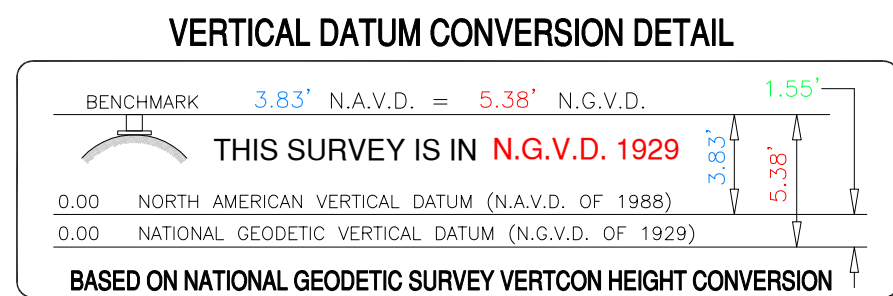 VERTICAL DATUM CONVERSION DETAIL
BENCHMARK 3.83' N.A.V.D. = 5.38' N.G.V.D.
1.55'
THIS SURVEY IS IN N.G.V.D. 1929
3.83'
5.38'
0.00 NORTH AMERICAN VERTICAL DATUM (N.A.V.D. OF 1988)
0.00 NATIONAL GEODETIC VERTICAL DATUM (N.G.V.D. OF 1929)
BASED ON NATIONAL GEODETIC SURVEY VERTCON HEIGHT CONVERSION